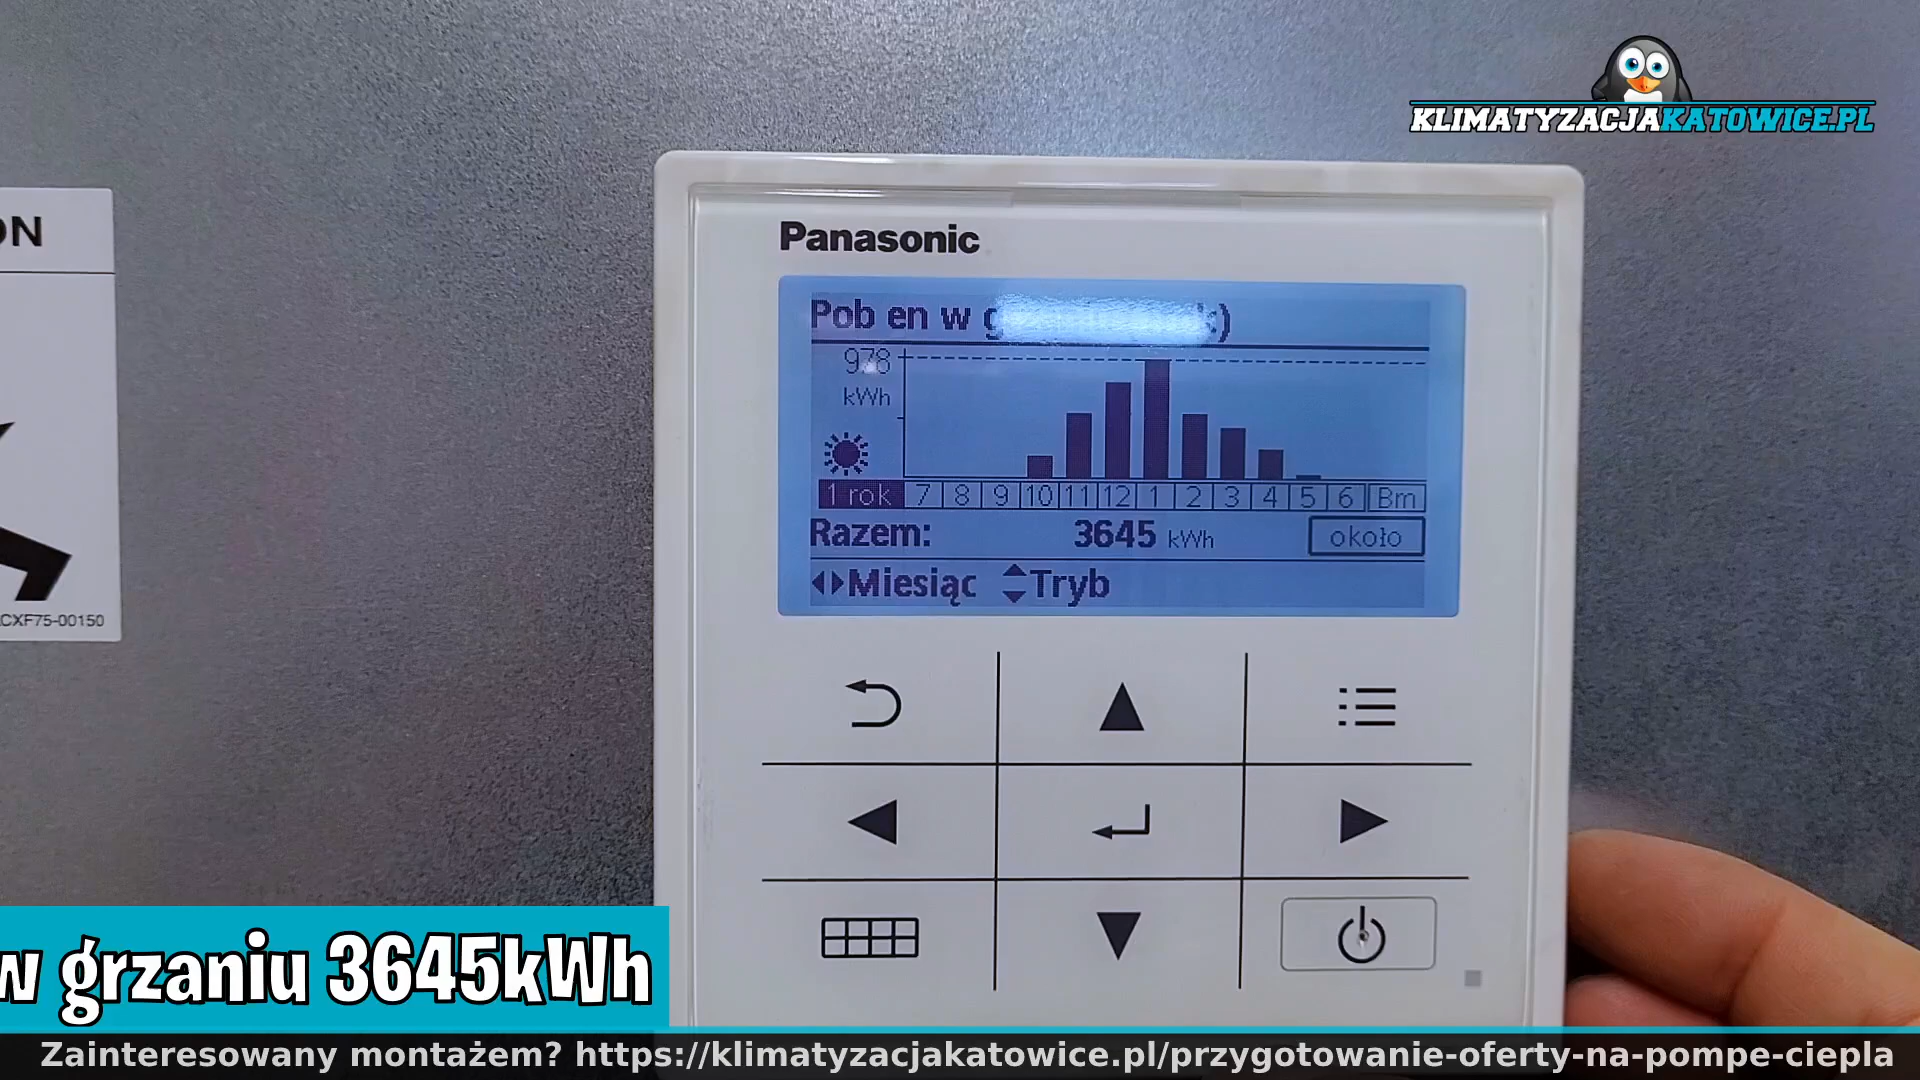 KLIMATYZACJAKATOWICE.PL
ON
Panasonic
Pob en w
978
kWh
1 rok 7 8 9 10 11 12 1 2 3 4 5 6 Bm
Razem: 3645 kWh około
Miesiąc Tryb
CXF75-00150
w grzaniu 3645kWh
Zainteresowany montażem? https://klimatyzacjakatowice.pl/przygotowanie-oferty-na-pompe-ciepla